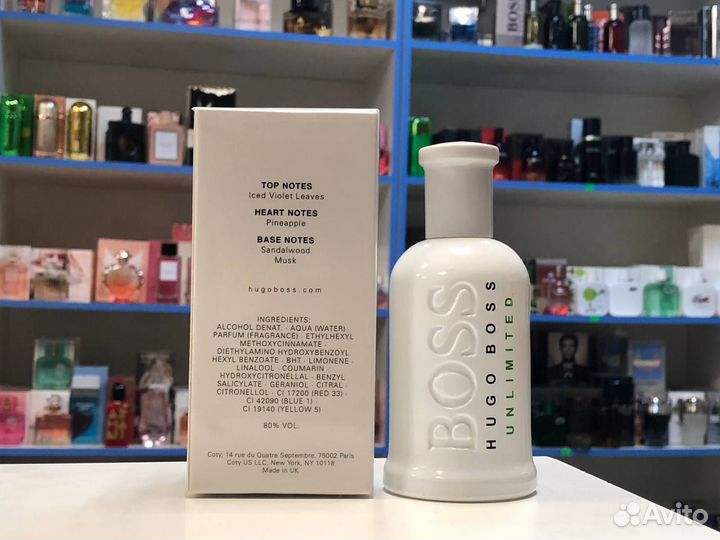 TOP NOTES
Iced Violet Leaves
HEART NOTES
Pineapple
BASE NOTES
Sandalwood
Musk
hugoboss.com
INGREDIENTS:
ALCOHOL DENAT. · AQUA (WATER)
PARFUM (FRAGRANCE) · ETHYLHEXYL
METHOXYCINNAMATE ·
DIETHYLAMINO HYDROXYBENZOYL
HEXYL BENZOATE · BHT · LIMONENE ·
LINALOOL · COUMARIN ·
HYDROXYCITRONELLAL · BENZYL
SALICYLATE · GERANIOL · CITRAL ·
CITRONELLOL · CI 17200 (RED 33) ·
CI 42090 (BLUE 1) ·
CI 19140 (YELLOW 5)
80% VOL.
Coty, 14 rue du Quatre Septembre, 75002 Paris
Coty US LLC, New York, NY 10118
Made in UK
BOSS
HUGO BOSS
UNLIMITED
BOSS
Avito